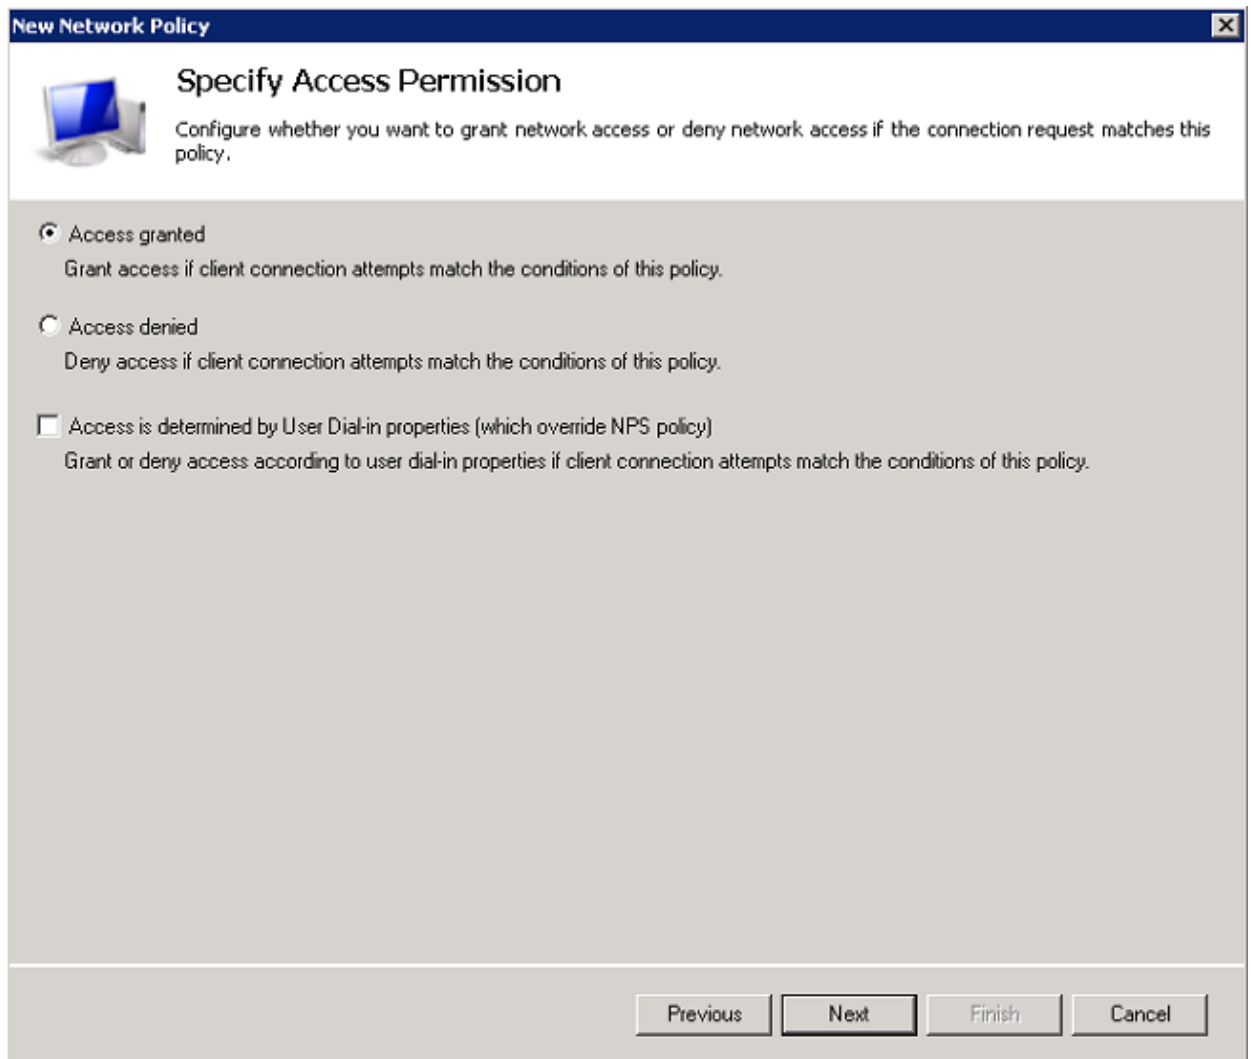 New Network Policy
Specify Access Permission
Configure whether you want to grant network access or deny network access if the connection request matches this
policy.
Access granted
Grant access if client connection attempts match the conditions of this policy.
Access denied
Deny access if client connection attempts match the conditions of this policy.
Access is determined by User Dial-in properties (which override NPS policy)
Grant or deny access according to user dial-in properties if client connection attempts match the conditions of this policy.
Previous Next Finish Cancel